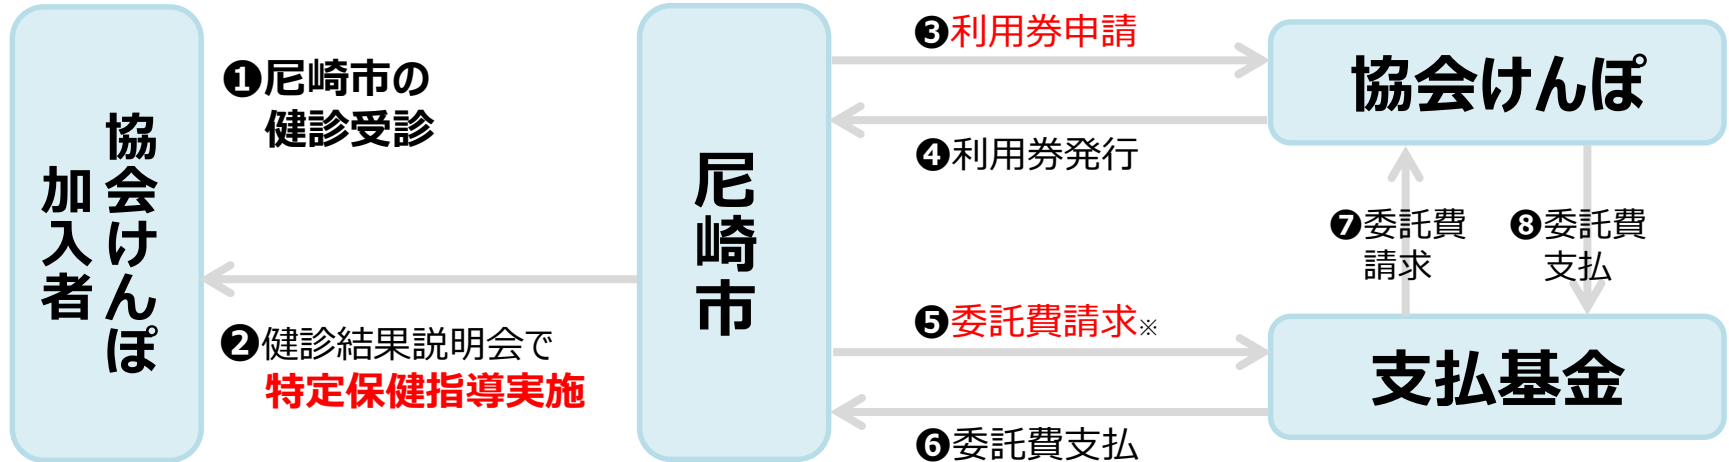 協会けんぽ
加入者
❶尼崎市の
健診受診
❷健診結果説明会で
特定保健指導実施
尼崎市
❸利用券申請
❹利用券発行
❺委託費請求※
❻委託費支払
協会けんぽ
❼委託費
請求
❽委託費
支払
支払基金